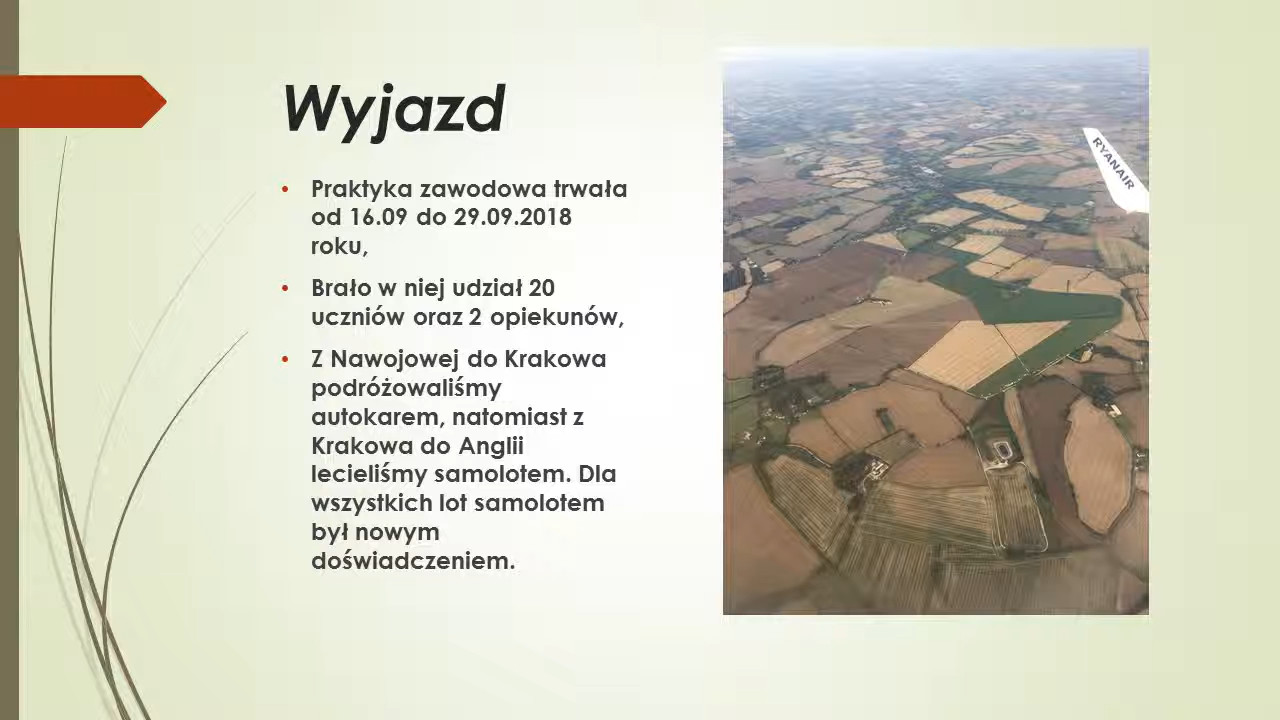 Wyjazd
• Praktyka zawodowa trwała
od 16.09 do 29.09.2018
roku,
• Brało w niej udział 20
uczniów oraz 2 opiekunów,
• Z Nawojowej do Krakowa
podróżowaliśmy
autokarem, natomiast z
Krakowa do Anglii
lecieliśmy samolotem. Dla
wszystkich lot samolotem
był nowym
doświadczeniem.
RYANAIR